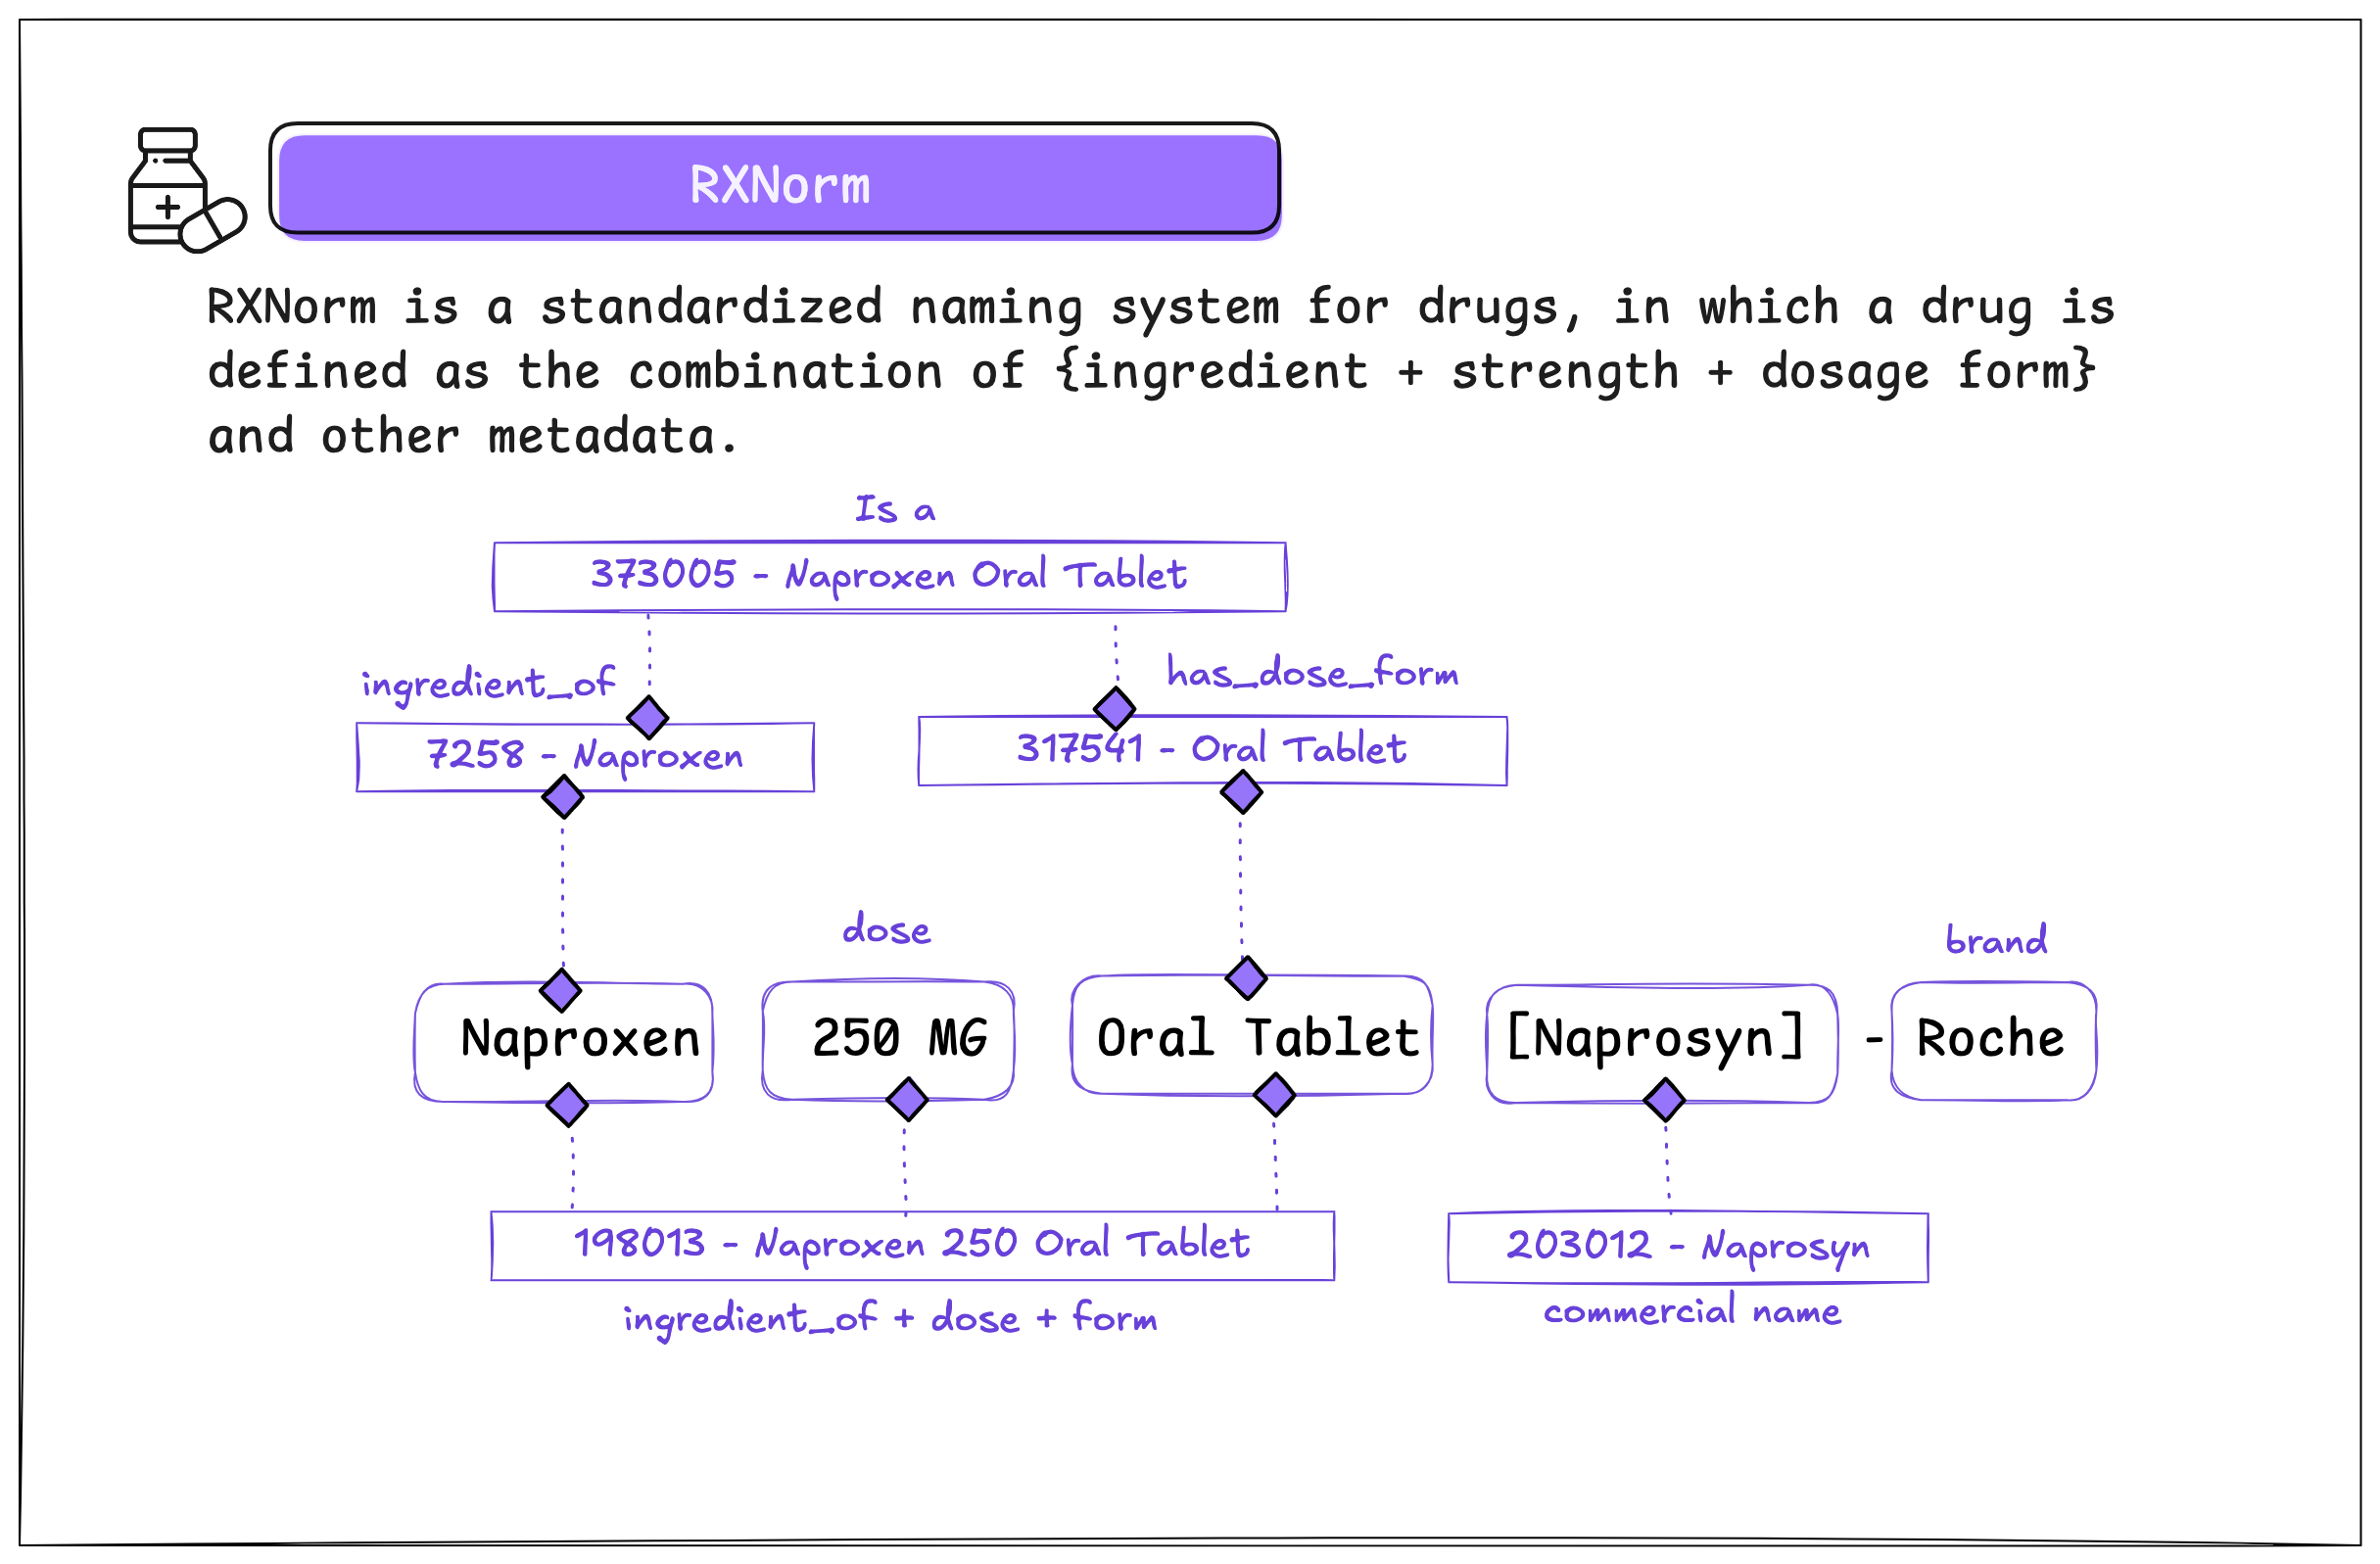 RXNorm
RXNorm is a standardized naming system for drugs, in which a drug is
defined as the combination of {ingredient + strength + dosage form}
and other metadata.
Is a
373005 - Naproxen Oral Tablet
ingredient_of
has_dose_form
7258 - Naproxen
317541 - Oral Tablet
dose
brand
Naproxen
250 MG
Oral Tablet
[Naprosyn]
- Roche
198013 - Naproxen 250 Oral Tablet
203012 - Naprosyn
ingredient_of + dose + form
commercial name